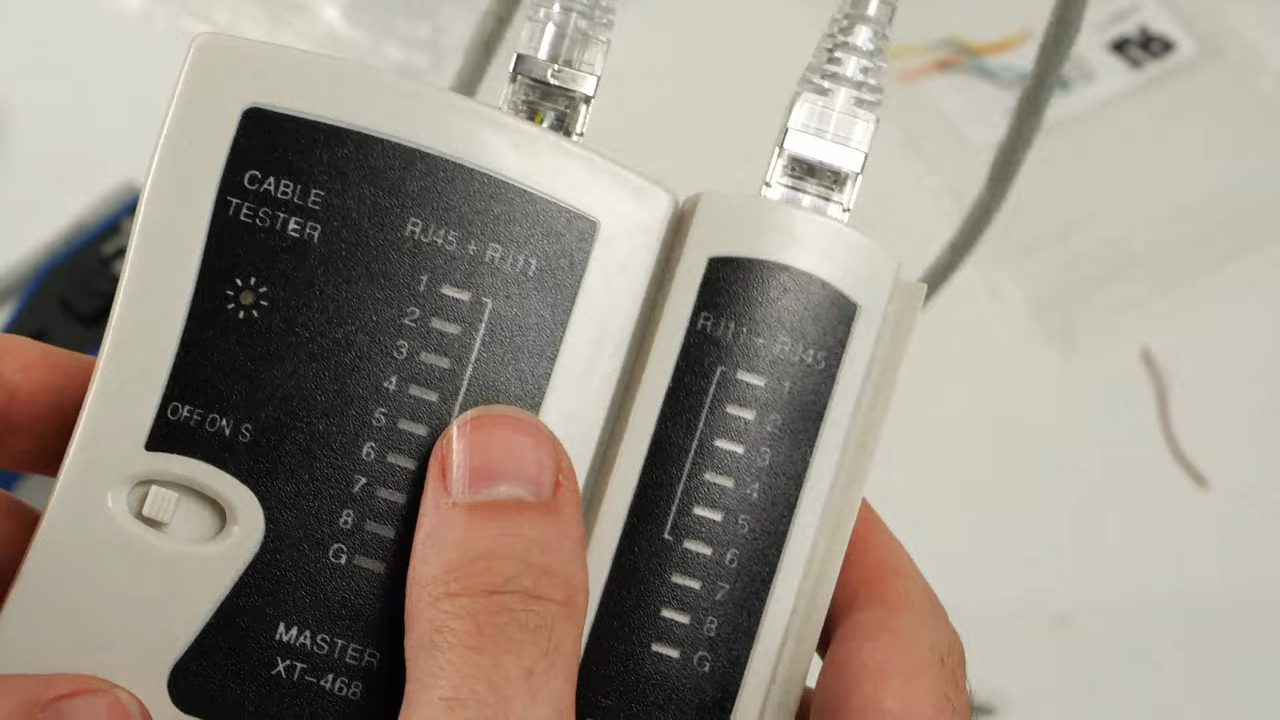 CABLE
TESTER
RJ45 + RJ11
1
2
3
4
5
6
7
8
G
OFF ON S
MASTER
XT-468
RJ11 + RJ45
1
2
3
4
5
6
7
8
G